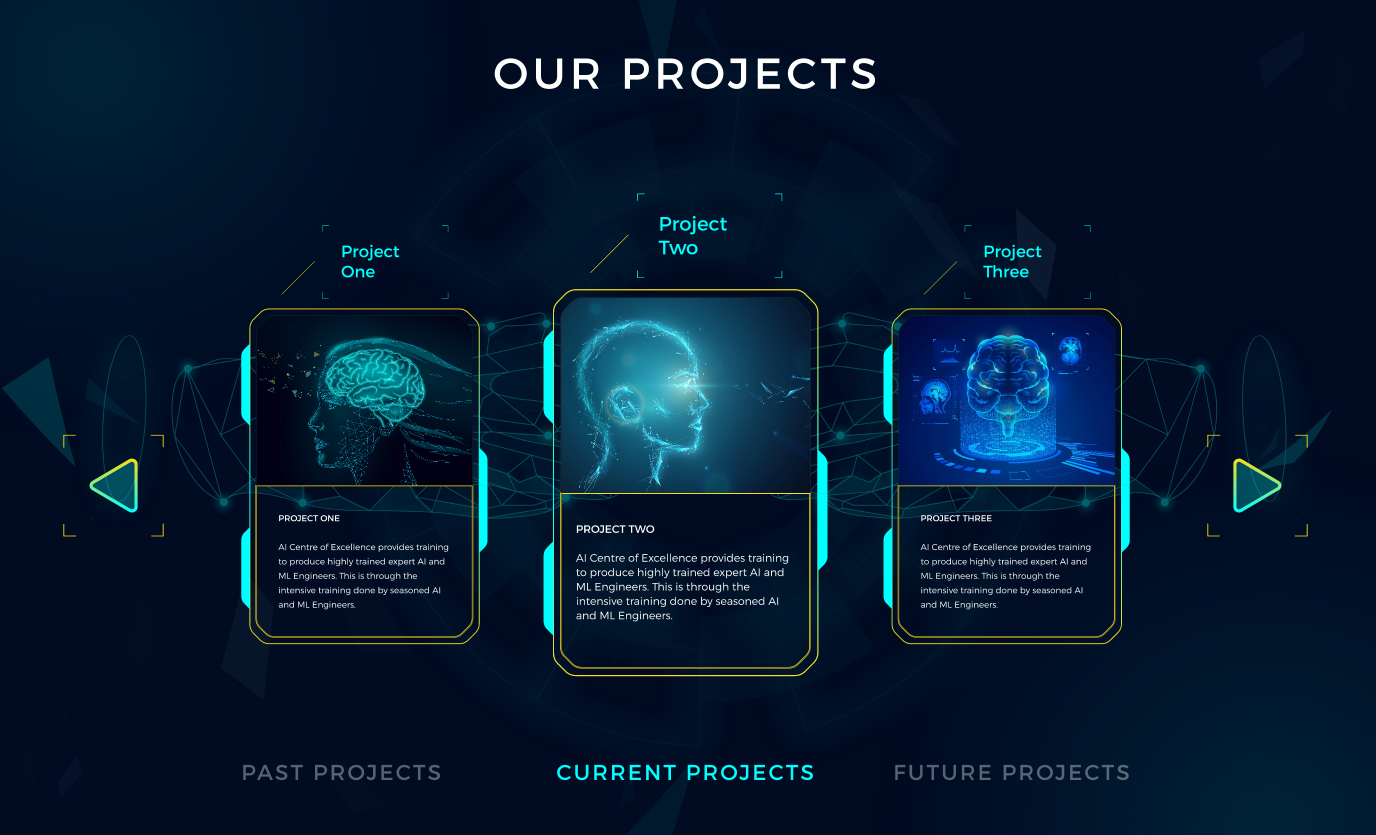 OUR PROJECTS
Project
One
Project
Two
Project
Three
PROJECT ONE
AI Centre of Excellence provides training
to produce highly trained expert AI and
ML Engineers. This is through the
intensive training done by seasoned AI
and ML Engineers.
PROJECT TWO
AI Centre of Excellence provides training
to produce highly trained expert AI and
ML Engineers. This is through the
intensive training done by seasoned AI
and ML Engineers.
PROJECT THREE
AI Centre of Excellence provides training
to produce highly trained expert AI and
ML Engineers. This is through the
intensive training done by seasoned AI
and ML Engineers.
PAST PROJECTS
CURRENT PROJECTS
FUTURE PROJECTS